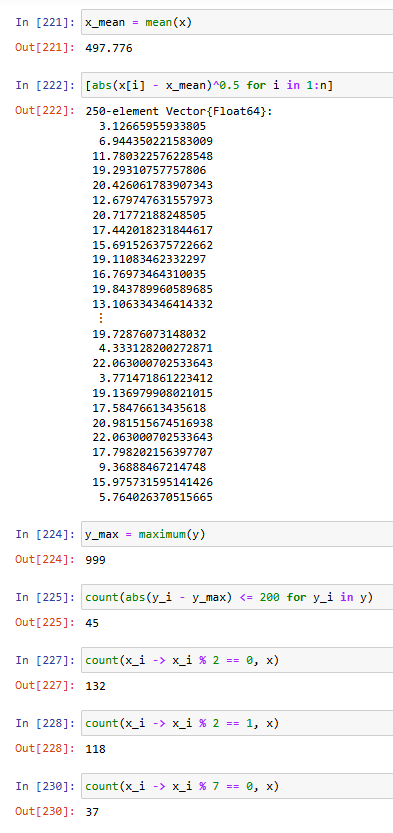 In [221]: x_mean = mean(x)
Out[221]: 497.776
In [222]: [abs(x[i] - x_mean)^0.5 for i in 1:n]
Out[222]: 250-element Vector{Float64}:
3.12665955933805
6.944350221583009
11.780322576228548
19.29310757757806
20.426061783907343
12.679747631557973
20.71772188248505
17.442018231844617
15.691526375722662
19.11083462332297
16.76973464310035
19.843789960589685
13.106334346414332
⋮
19.72876073148032
4.333128200272871
22.063000702533643
3.771471861223412
19.136979908021015
17.58476613435618
20.981515674516938
22.063000702533643
17.798202156397707
9.36888467214748
15.975731595141426
5.764026370515665
In [224]: y_max = maximum(y)
Out[224]: 999
In [225]: count(abs(y_i - y_max) <= 200 for y_i in y)
Out[225]: 45
In [227]: count(x_i -> x_i % 2 == 0, x)
Out[227]: 132
In [228]: count(x_i -> x_i % 2 == 1, x)
Out[228]: 118
In [230]: count(x_i -> x_i % 7 == 0, x)
Out[230]: 37